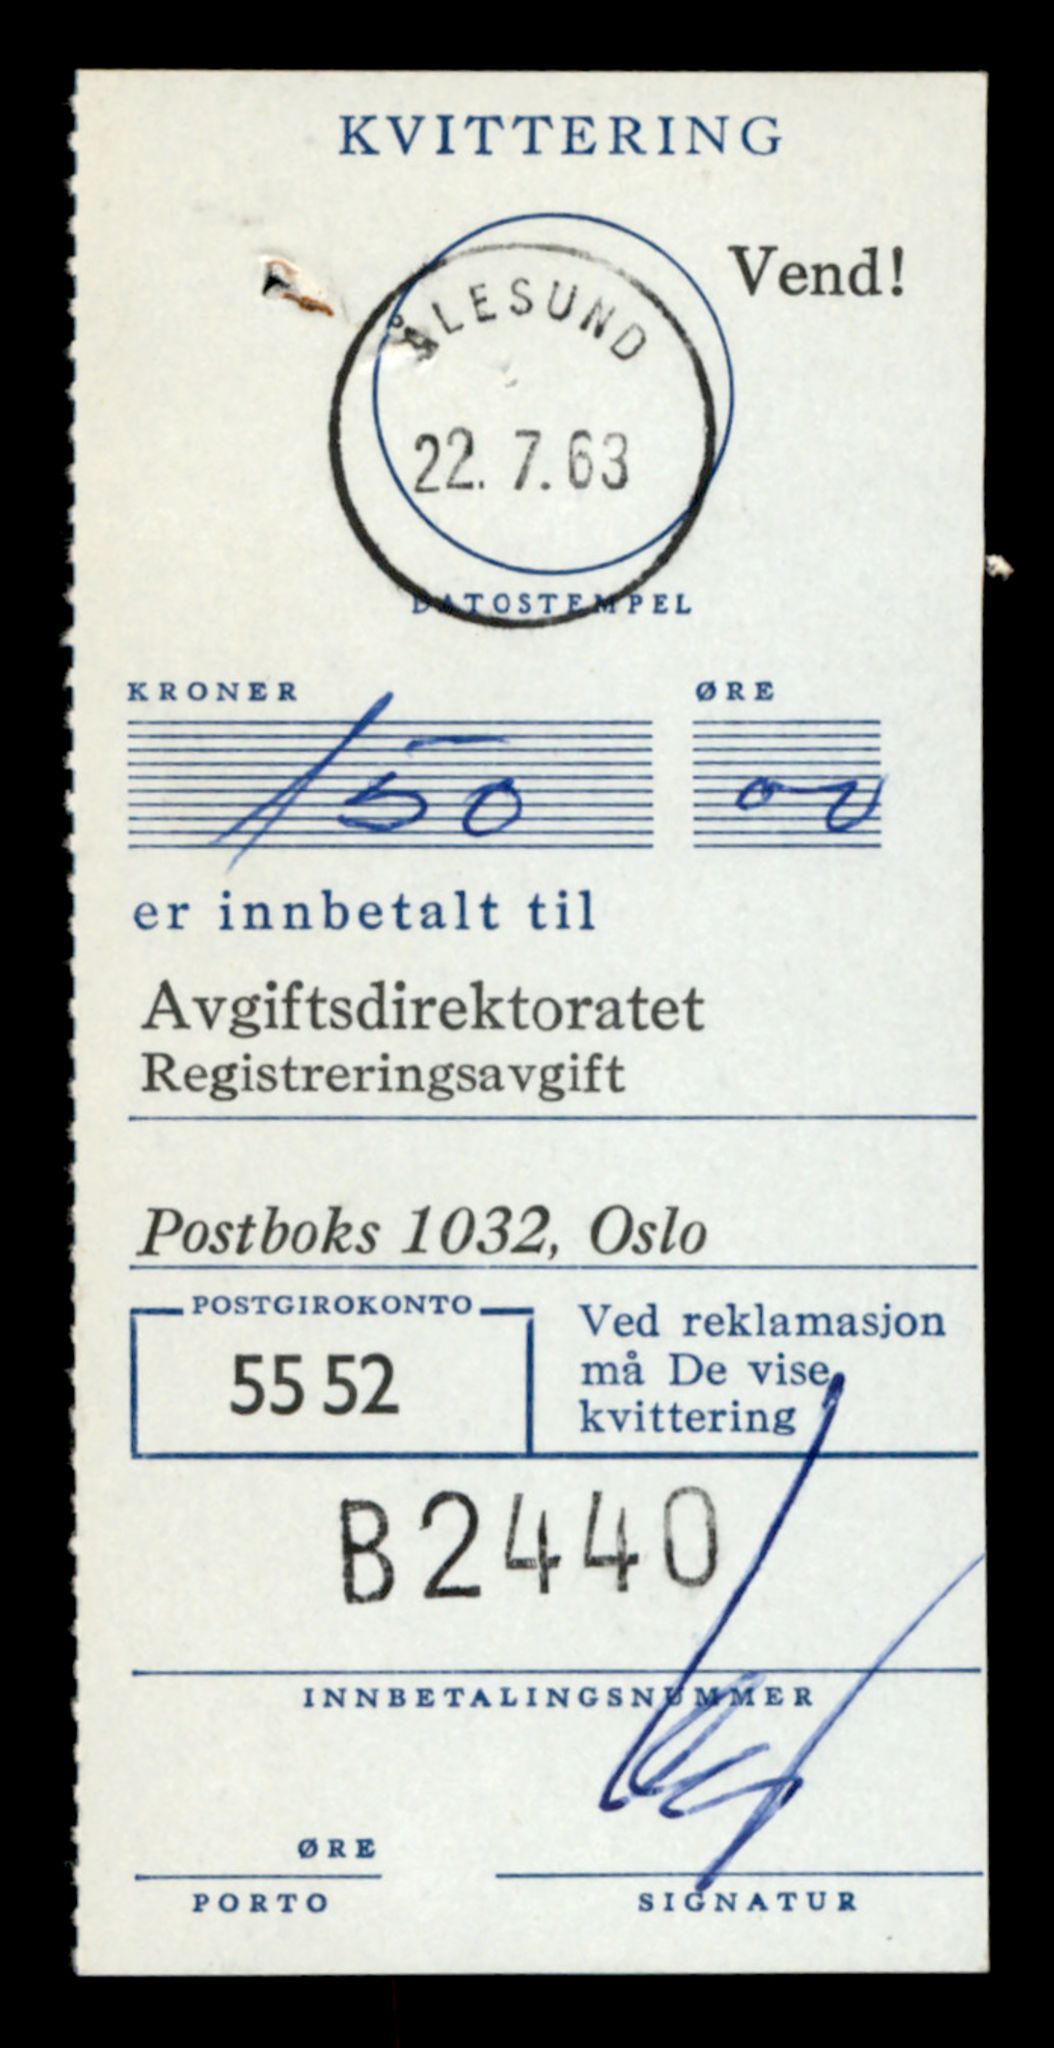 KVITTERING
Vend!
ÅLESUND
22. 7. 63
DATOSTEMPEL
KRONER ØRE
150 00
er innbetalt til
Avgiftsdirektoratet
Registreringsavgift
Postboks 1032, Oslo
POSTGIROKONTO
55 52
Ved reklamasjon
må De vise
kvittering
B2440
INNBETALINGSNUMMER
ØRE
PORTO
SIGNATUR